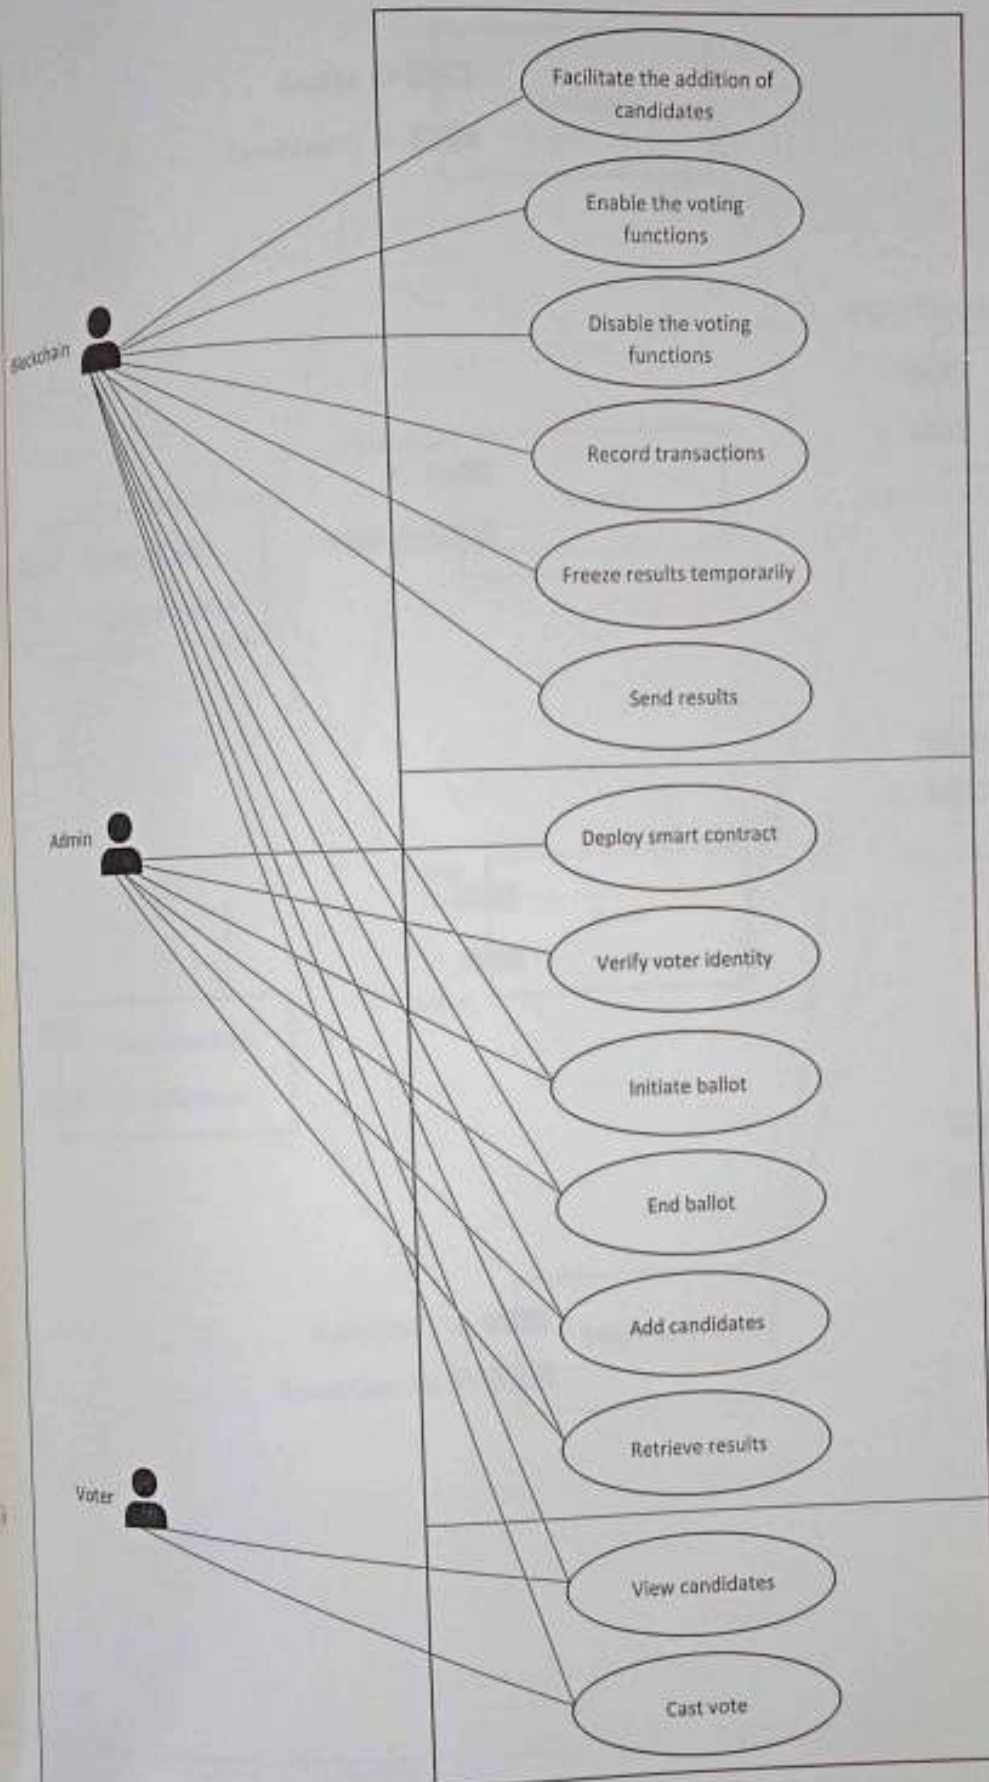 Facilitate the addition of
candidates
Enable the voting
functions
Disable the voting
functions
Blockchain
Record transactions
Freeze results temporarily
Send results
Admin
Deploy smart contract
Verify voter identity
Initiate ballot
End ballot
Add candidates
Retrieve results
Voter
View candidates
Cast vote